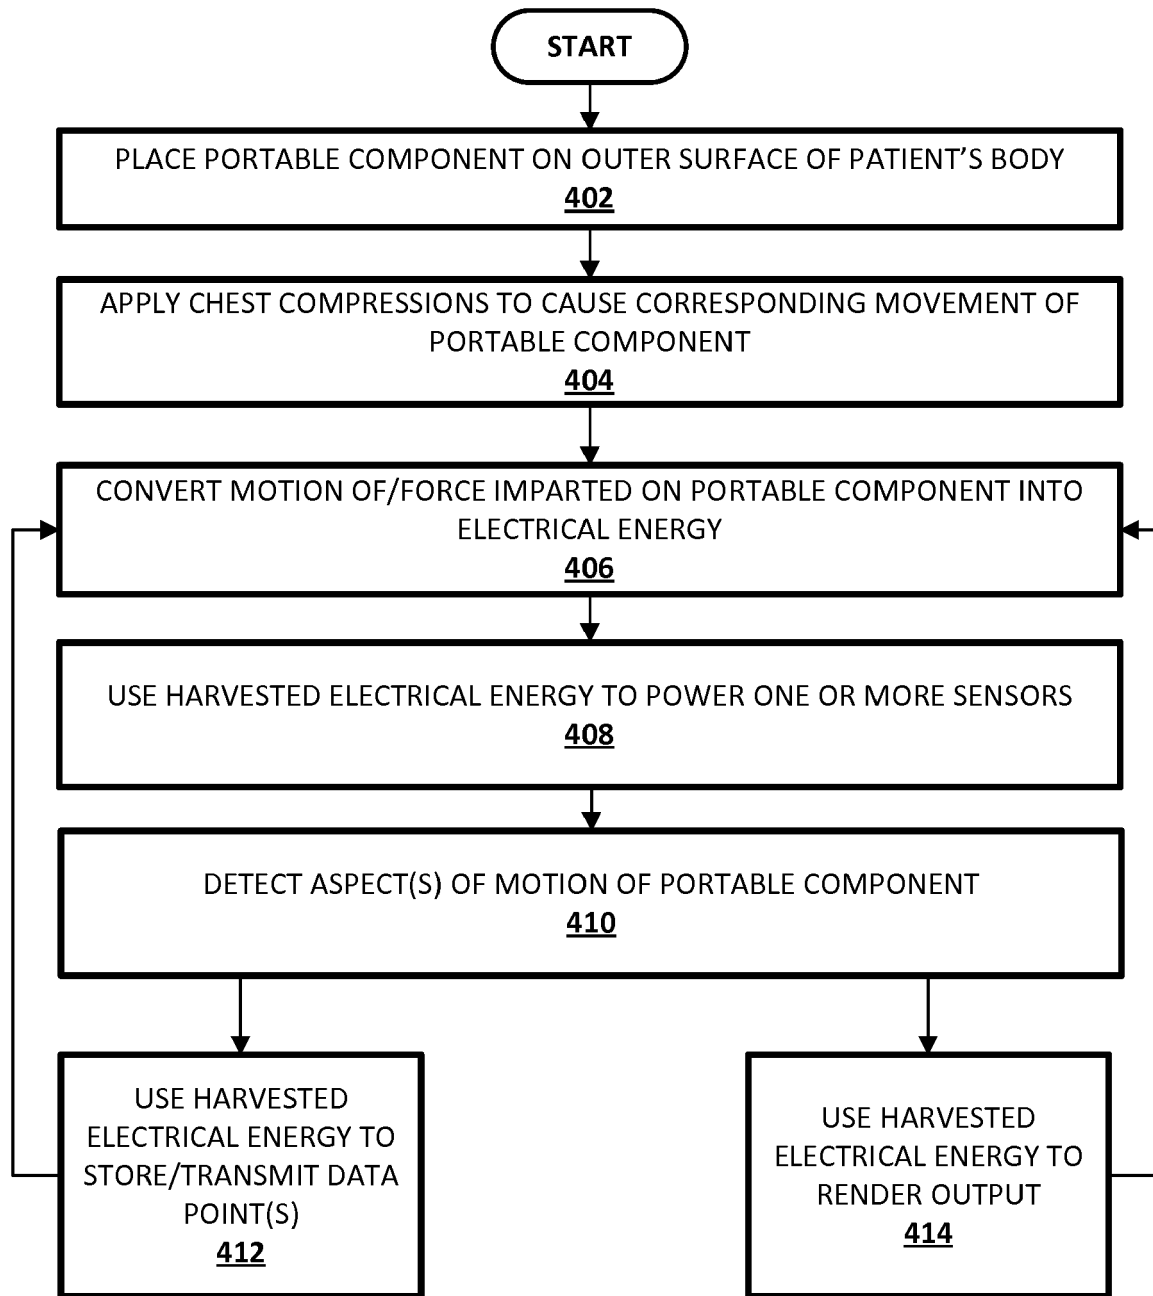 START
PLACE PORTABLE COMPONENT ON OUTER SURFACE OF PATIENT'S BODY
402
APPLY CHEST COMPRESSIONS TO CAUSE CORRESPONDING MOVEMENT OF
PORTABLE COMPONENT
404
CONVERT MOTION OF/FORCE IMPARTED ON PORTABLE COMPONENT INTO
ELECTRICAL ENERGY
406
USE HARVESTED ELECTRICAL ENERGY TO POWER ONE OR MORE SENSORS
408
DETECT ASPECT(S) OF MOTION OF PORTABLE COMPONENT
410
USE HARVESTED
ELECTRICAL ENERGY TO
STORE/TRANSMIT DATA
POINT(S)
412
USE HARVESTED
ELECTRICAL ENERGY TO
RENDER OUTPUT
414